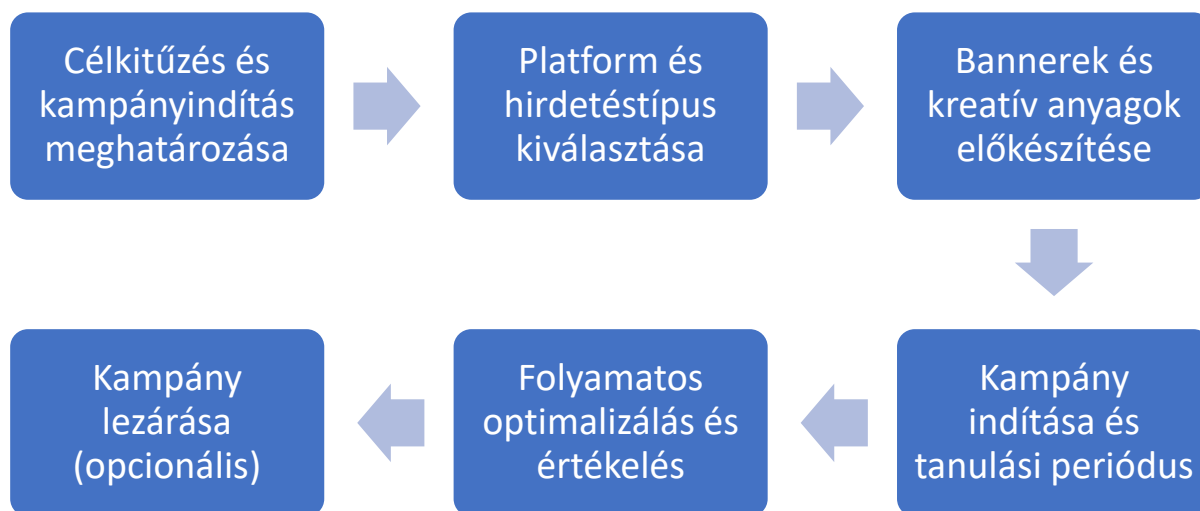 Célkitűzés és
kampányindítás
meghatározása
Platform és
hirdetéstípus
kiválasztása
Bannerek és
kreatív anyagok
előkészítése
Kampány
indítása és
tanulási periódus
Folyamatos
optimalizálás és
értékelés
Kampány
lezárása
(opcionális)